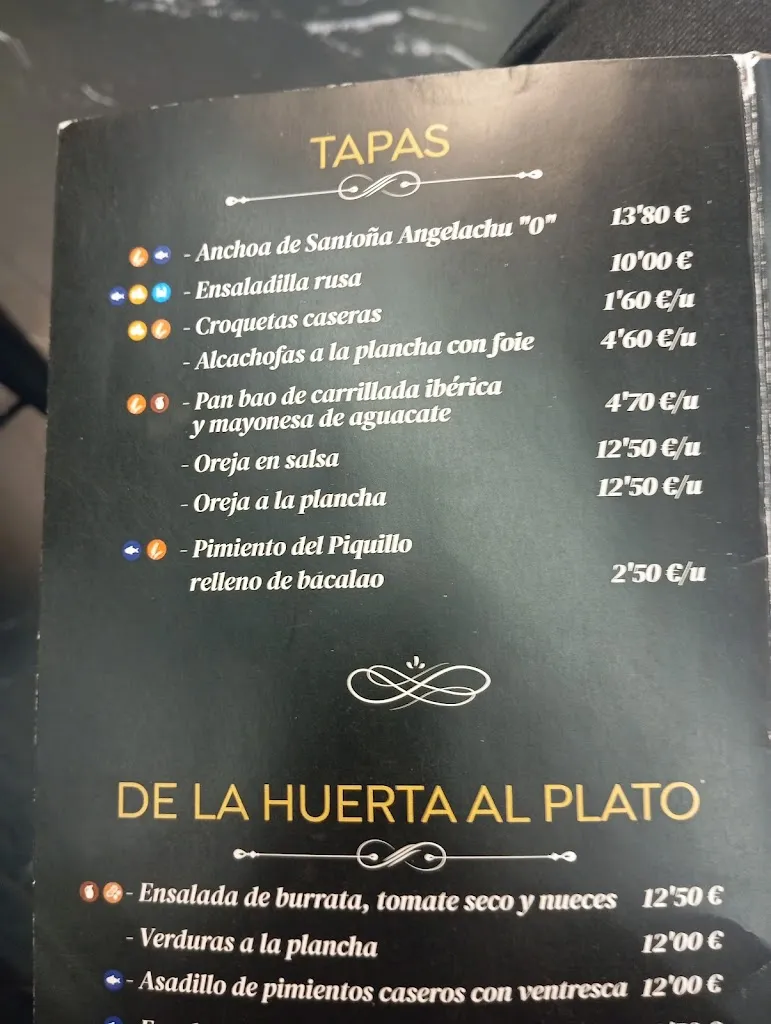 TAPAS
- Anchoa de Santoña Angelachu "0" 13'80 €
- Ensaladilla rusa 10'00 €
- Croquetas caseras 1'60 €/u
- Alcachofas a la plancha con foie 4'60 €/u
- Pan bao de carrillada ibérica
y mayonesa de aguacate 4'70 €/u
- Oreja en salsa 12'50 €/u
- Oreja a la plancha 12'50 €/u
- Pimiento del Piquillo
relleno de bacalao 2'50 €/u
DE LA HUERTA AL PLATO
- Ensalada de burrata, tomate seco y nueces 12'50 €
- Verduras a la plancha 12'00 €
- Asadillo de pimientos caseros con ventresca 12'00 €